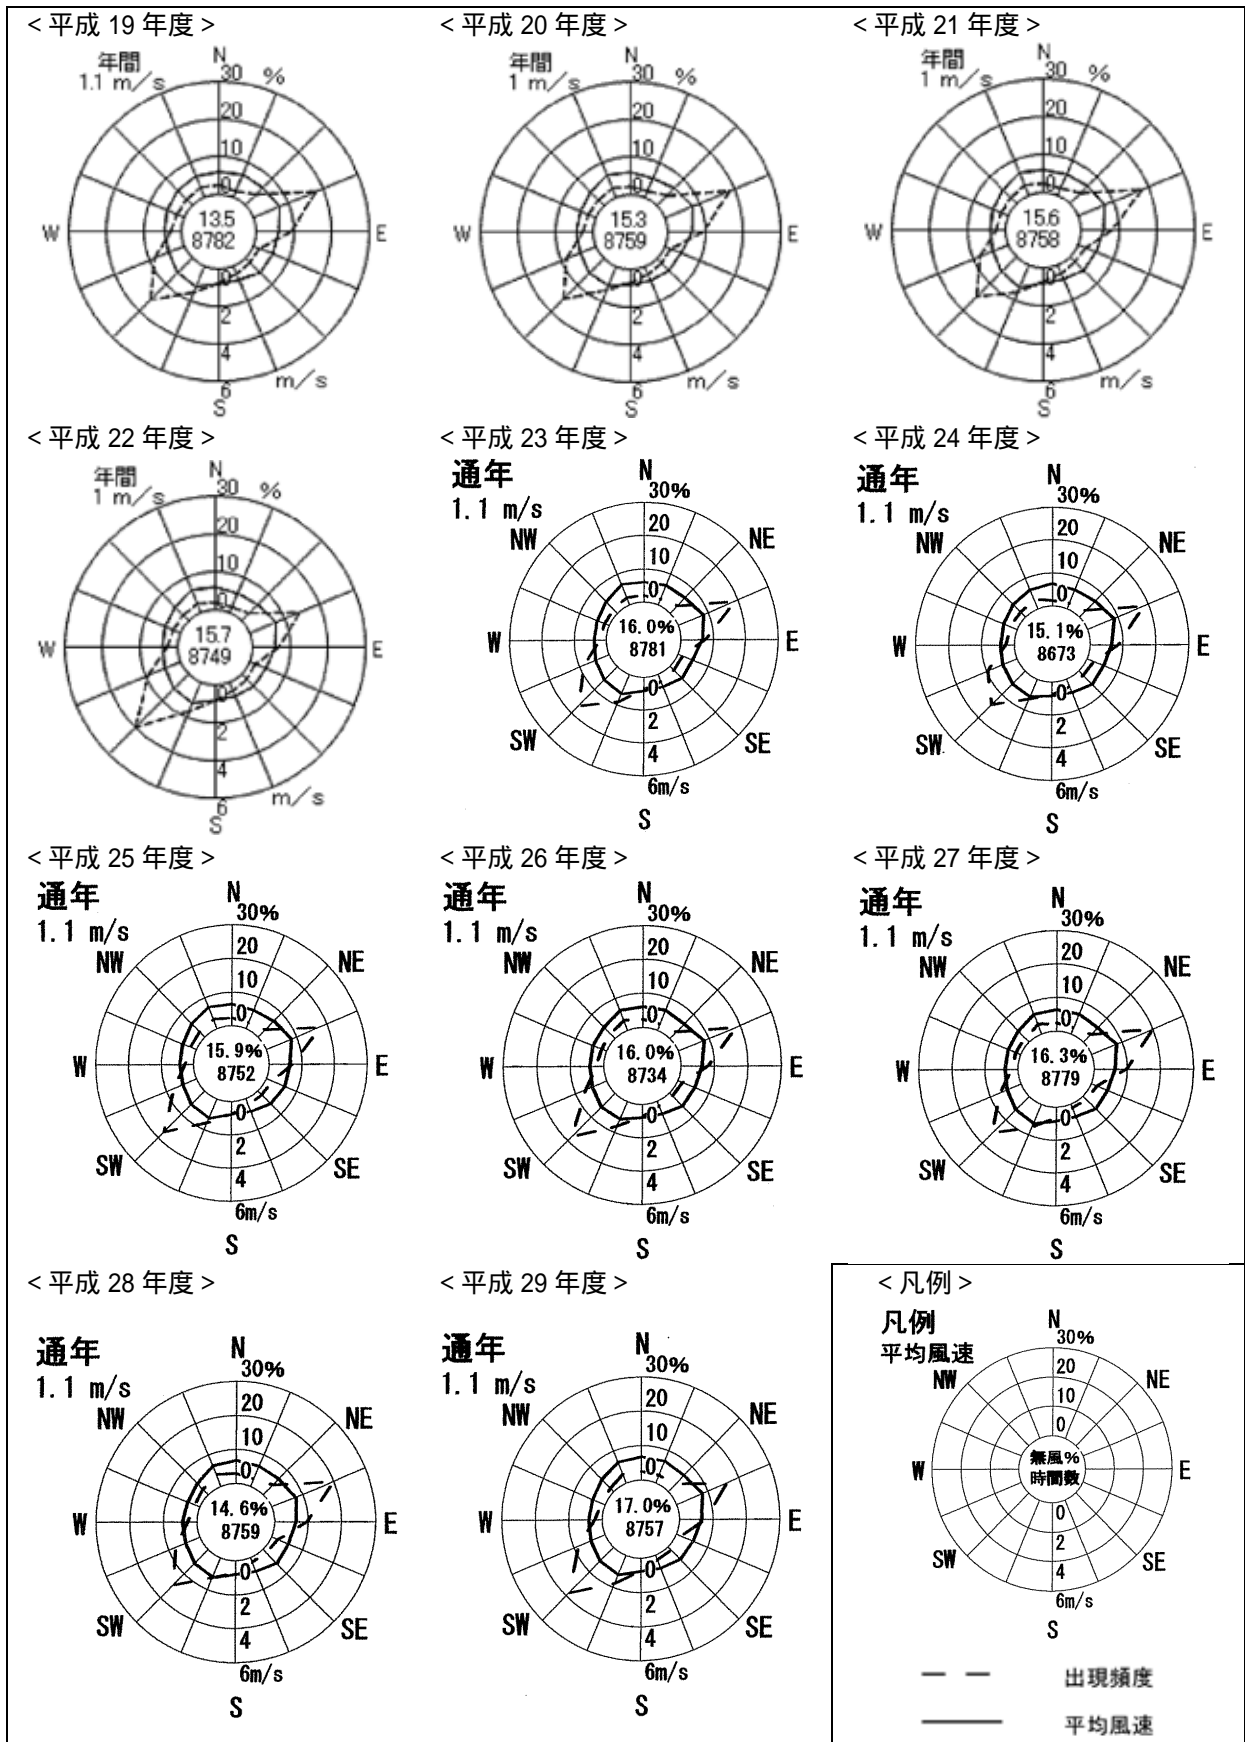 <平成 19 年度>
年間
1.1 m/s
N
30 %
20
10
0
13.5
8782
W
E
0
2
4
6
m/s
S
<平成 20 年度>
年間
1 m/s
N
30 %
20
10
0
15.3
8759
W
E
0
2
4
6
m/s
S
<平成 21 年度>
年間
1 m/s
N
30 %
20
10
0
15.6
8758
W
E
0
2
4
6
m/s
S
<平成 22 年度>
年間
1 m/s
N
30 %
20
10
0
15.7
8749
W
E
0
2
4
6
m/s
S
<平成 23 年度>
通年
1.1 m/s
N
30%
20
10
0
NW
NE
16.0%
8781
W
E
0
2
4
6m/s
SW
SE
S
<平成 24 年度>
通年
1.1 m/s
N
30%
20
10
0
NW
NE
15.1%
8673
W
E
0
2
4
6m/s
SW
SE
S
<平成 25 年度>
通年
1.1 m/s
N
30%
20
10
0
NW
NE
15.9%
8752
W
E
0
2
4
6m/s
SW
SE
S
<平成 26 年度>
通年
1.1 m/s
N
30%
20
10
0
NW
NE
16.0%
8734
W
E
0
2
4
6m/s
SW
SE
S
<平成 27 年度>
通年
1.1 m/s
N
30%
20
10
0
NW
NE
16.3%
8779
W
E
0
2
4
6m/s
SW
SE
S
<平成 28 年度>
通年
1.1 m/s
N
30%
20
10
0
NW
NE
14.6%
8759
W
E
0
2
4
6m/s
SW
SE
S
<平成 29 年度>
通年
1.1 m/s
N
30%
20
10
0
NW
NE
17.0%
8757
W
E
0
2
4
6m/s
SW
SE
S
<凡例>
凡例
平均風速
N
30%
20
10
0
NW
NE
無風%
時間数
W
E
0
2
4
6m/s
SW
SE
S
出現頻度
平均風速